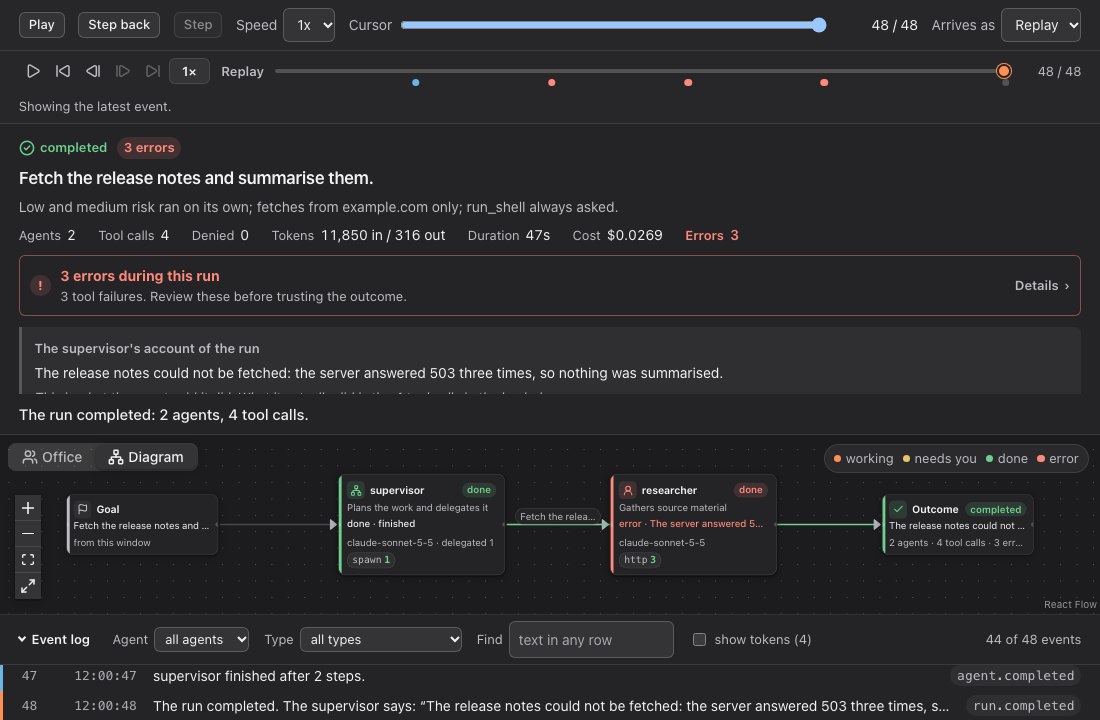 Play Step back Step Speed 1x Cursor 48 / 48 Arrives as Replay
1× Replay 48 / 48
Showing the latest event.
completed 3 errors
Fetch the release notes and summarise them.
Low and medium risk ran on its own; fetches from example.com only; run_shell always asked.
Agents 2 Tool calls 4 Denied 0 Tokens 11,850 in / 316 out Duration 47s Cost $0.0269 Errors 3
! 3 errors during this run
3 tool failures. Review these before trusting the outcome.
Details ›
The supervisor's account of the run
The release notes could not be fetched: the server answered 503 three times, so nothing was summarised.
The run completed: 2 agents, 4 tool calls.
Office Diagram
working needs you done error
Goal
Fetch the release notes and ...
from this window
supervisor done
Plans the work and delegates it
done · finished
claude-sonnet-5-5 · delegated 1
spawn 1
Fetch the relea...
researcher done
Gathers source material
error · The server answered 5...
claude-sonnet-5-5
http 3
Outcome completed
The release notes could not ...
2 agents · 4 tool calls · 3 err...
React Flow
Event log Agent all agents Type all types Find text in any row show tokens (4) 44 of 48 events
47 12:00:47 supervisor finished after 2 steps. agent.completed
48 12:00:48 The run completed. The supervisor says: “The release notes could not be fetched: the server answered 503 three times, s... run.completed